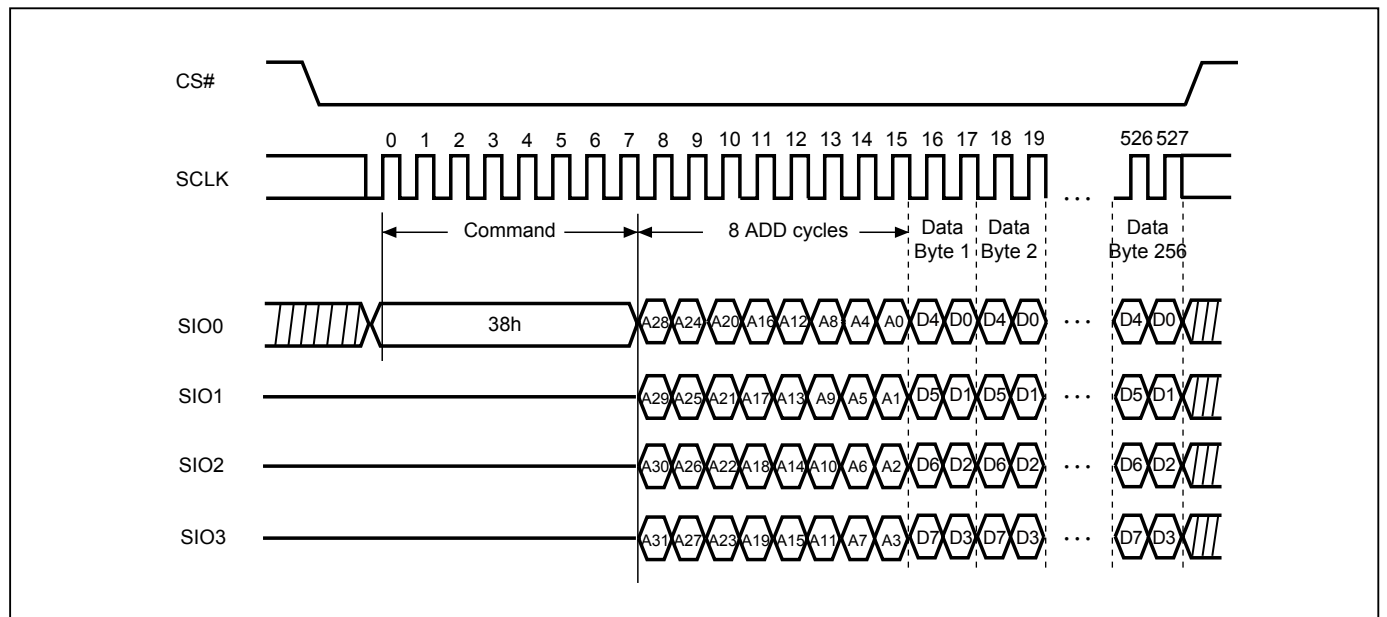 CS#
0 1 2 3 4 5 6 7 8 9 10 11 12 13 14 15 16 17 18 19 526 527
SCLK
...
Command 8 ADD cycles Data Byte 1 Data Byte 2 Data Byte 256
SIO0 38h A28 A24 A20 A16 A12 A8 A4 A0 D4 D0 D4 D0 ... D4 D0
SIO1 A29 A25 A21 A17 A13 A9 A5 A1 D5 D1 D5 D1 ... D5 D1
SIO2 A30 A26 A22 A18 A14 A10 A6 A2 D6 D2 D6 D2 ... D6 D2
SIO3 A31 A27 A23 A19 A15 A11 A7 A3 D7 D3 D7 D3 ... D7 D3